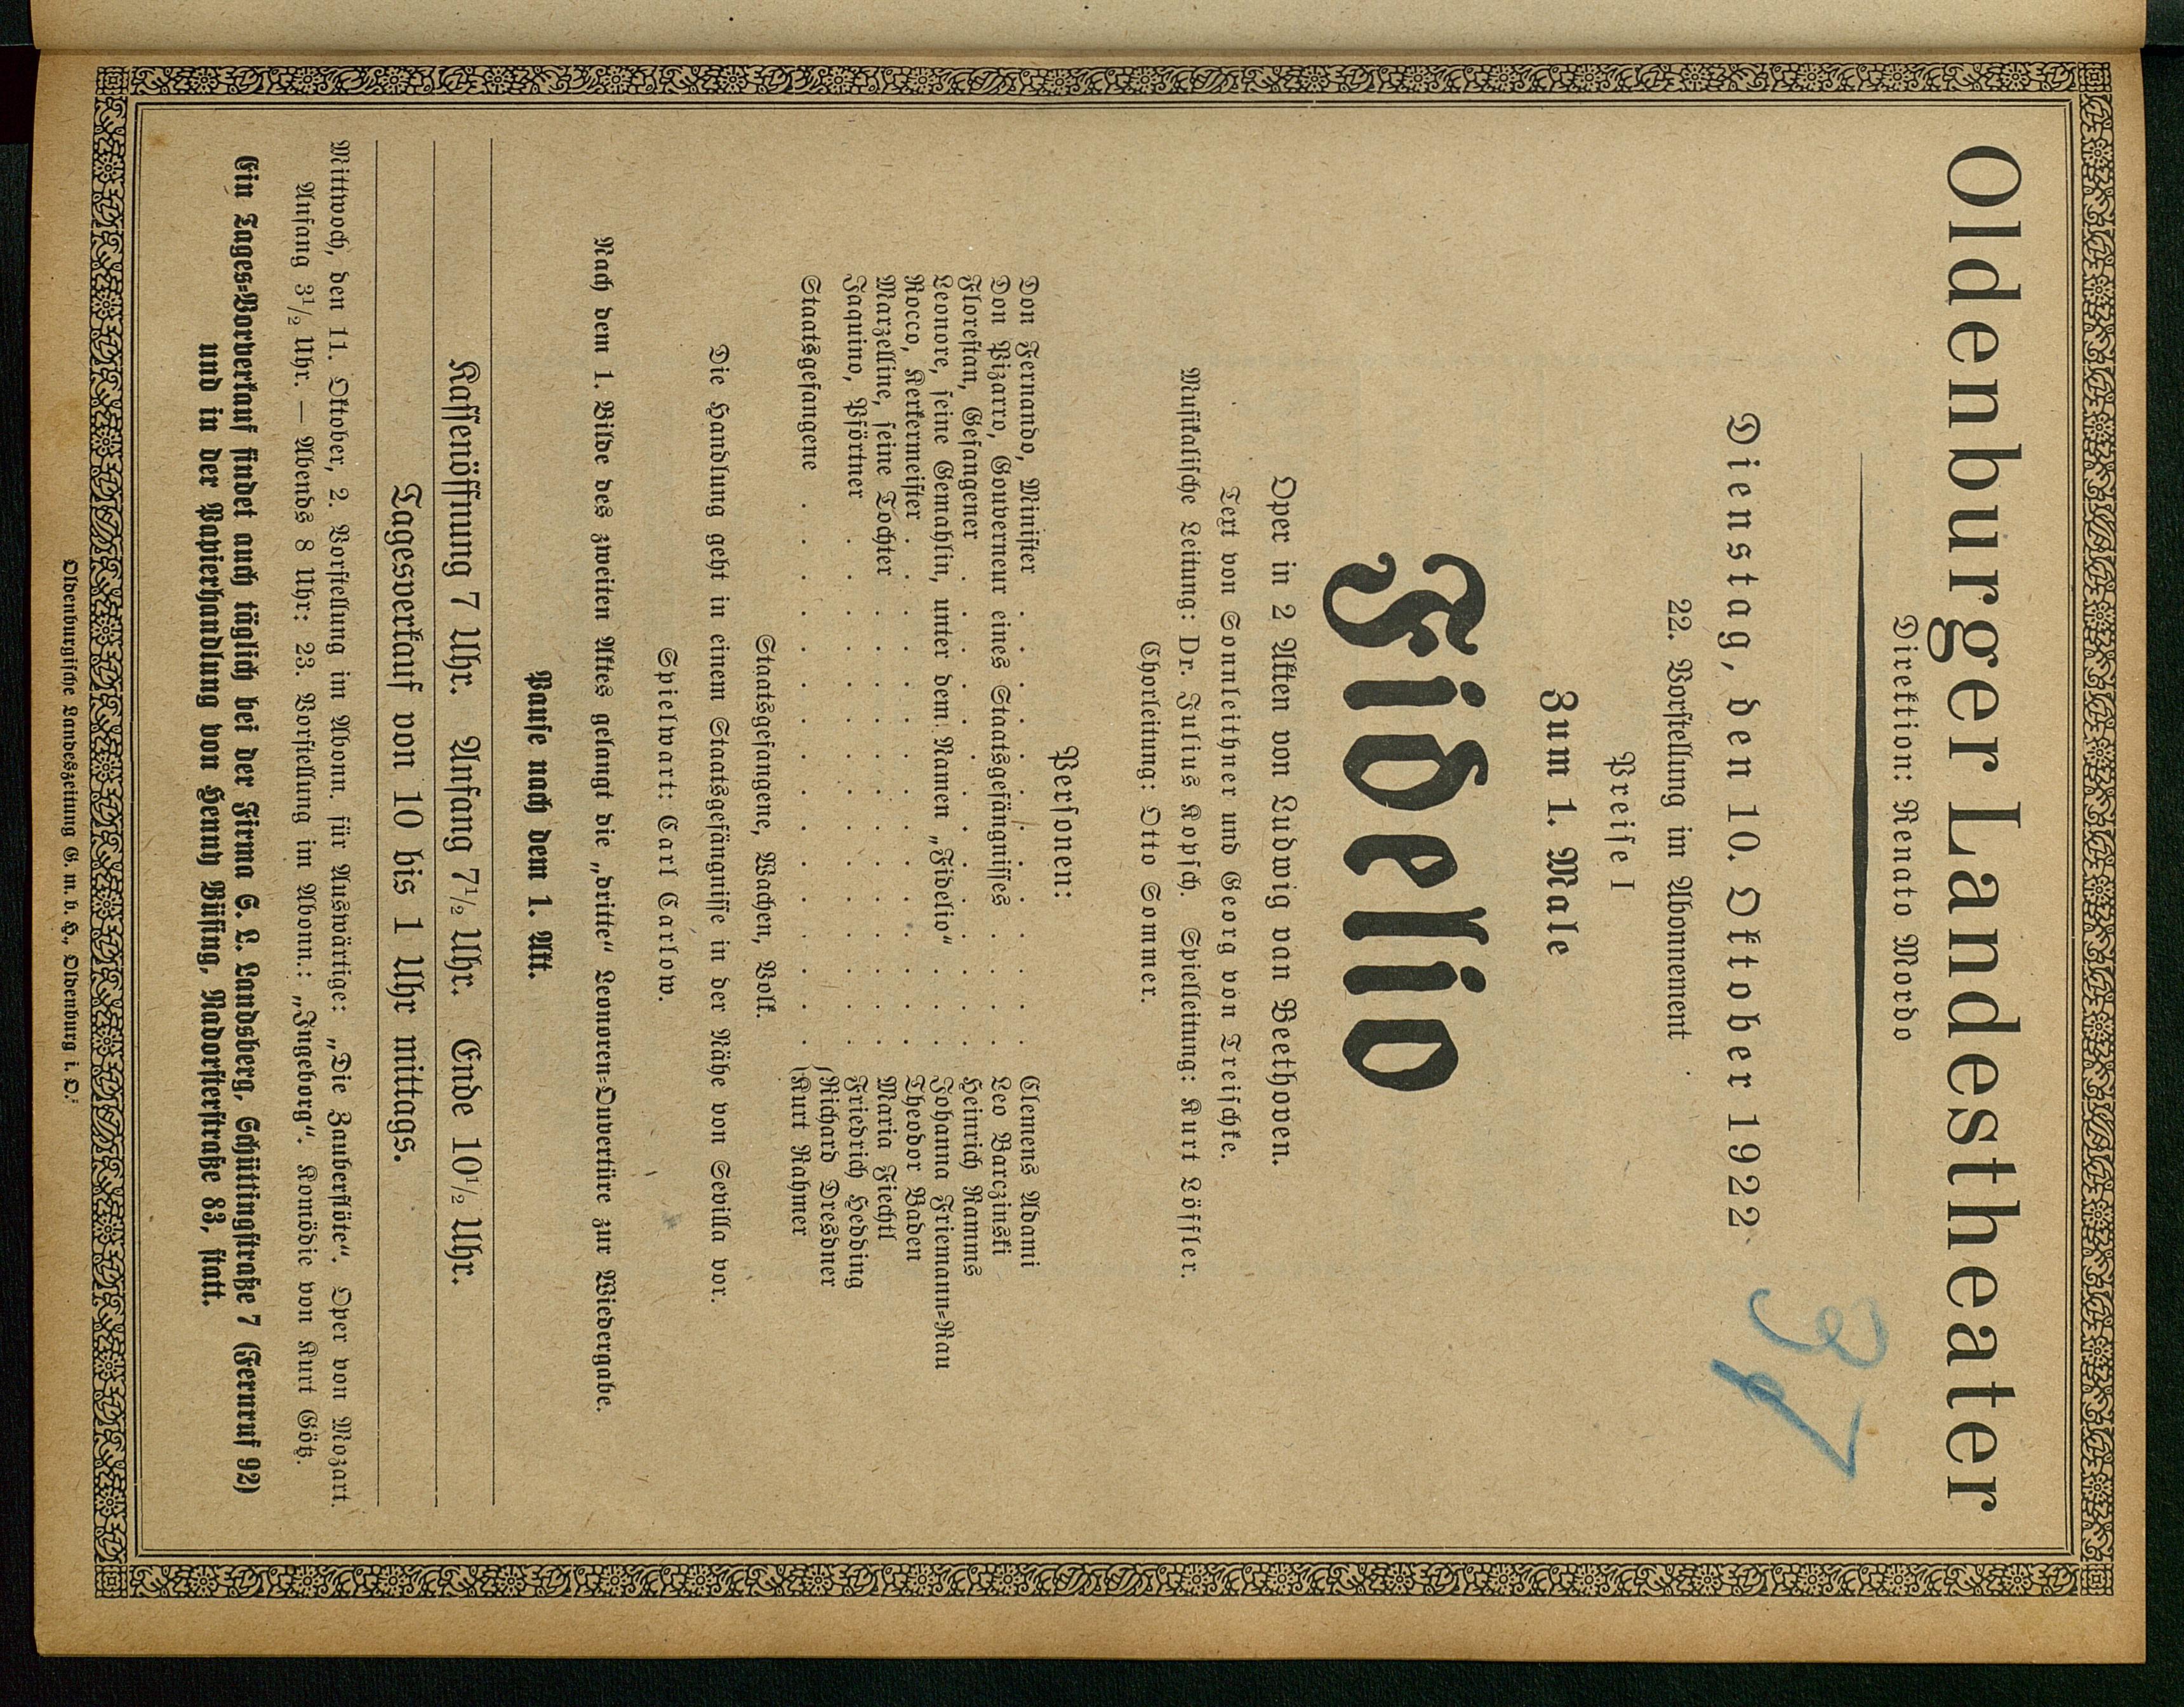 Oldenburger Landestheater
Direktion: Renato Mordo
37
Dienstag, den 10. Oktober 1922
22. Vorstellung im Abonnement
Preise I
Zum 1. Male
Fidelio
Oper in 2 Akten von Ludwig van Beethoven.
Text von Sonnleithner und Georg von Treischke.
Musikalische Leitung: Dr. Julius Kopsch. Spielleitung: Kurt Löffler.
Chorleitung: Otto Sommer.
Personen:
Don Fernando, Minister . . . . . . . Clemens Adami
Don Pizarro, Gouverneur eines Staatsgefängnisses . . . Leo Barczinski
Florestan, Gefangener . . . . . . . . Heinrich Ramms
Leonore, seine Gemahlin, unter dem Namen „Fidelio“ . . Johanna Friemann-Rau
Rocco, Kerkermeister . . . . . . . . Theodor Baden
Marzelline, seine Tochter . . . . . . . Maria Fiechtl
Jaquino, Pförtner . . . . . . . . Friedrich Hedding
Staatsgefangene . . . . . . . . . {Richard Dresdner
{Kurt Rahmer
Staatsgefangene, Wachen, Volk.
Die Handlung geht in einem Staatsgefängnisse in der Nähe von Sevilla vor.
Spielwart: Carl Carlow.
Nach dem 1. Bilde des zweiten Aktes gelangt die „dritte“ Leonoren-Ouvertüre zur Wiedergabe.
Pause nach dem 1. Akt.
Kassenöffnung 7 Uhr. Anfang 7½ Uhr. Ende 10½ Uhr.
Tagesverkauf von 10 bis 1 Uhr mittags.
Mittwoch, den 11. Oktober, 2. Vorstellung im Abonn. für Auswärtige: „Die Zauberflöte“. Oper von Mozart.
Anfang 3½ Uhr. — Abends 8 Uhr: 23. Vorstellung im Abonn.: „Ingeborg“. Komödie von Kurt Götz.
Ein Tages-Vorverkauf findet auch täglich bei der Firma G. L. Landsberg, Schüttingstraße 7 (Fernruf 92)
und in der Papierhandlung von Henny Büsing, Nadorsterstraße 83, statt.
Oldenburgische Landeszeitung G. m. b. H., Oldenburg i. O.